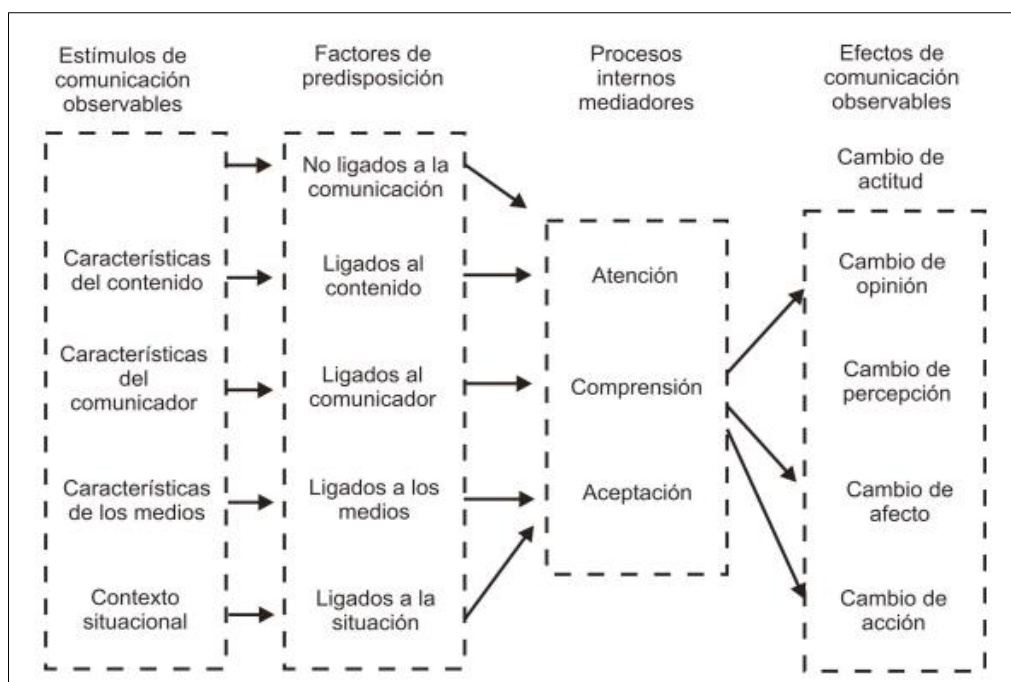 Estímulos de
comunicación
observables
Factores de
predisposición
Procesos
internos
mediadores
Efectos de
comunicación
observables
No ligados a la
comunicación
Cambio de
actitud
Características
del contenido
Ligados al
contenido
Atención
Cambio de
opinión
Características
del
comunicador
Ligados al
comunicador
Comprensión
Cambio de
percepción
Características
de los medios
Ligados a los
medios
Aceptación
Cambio de
afecto
Contexto
situacional
Ligados a la
situación
Cambio de
acción